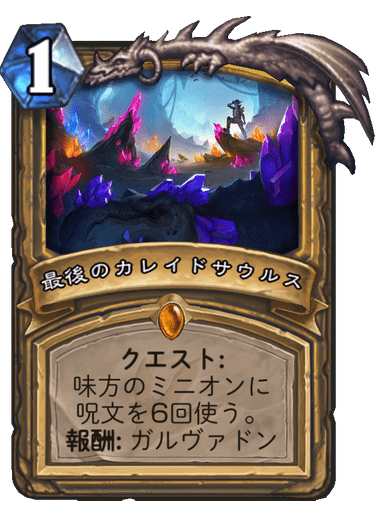 1
最後のカレイドサウルス
クエスト:
味方のミニオンに
呪文を6回使う。
報酬: ガルヴァドン